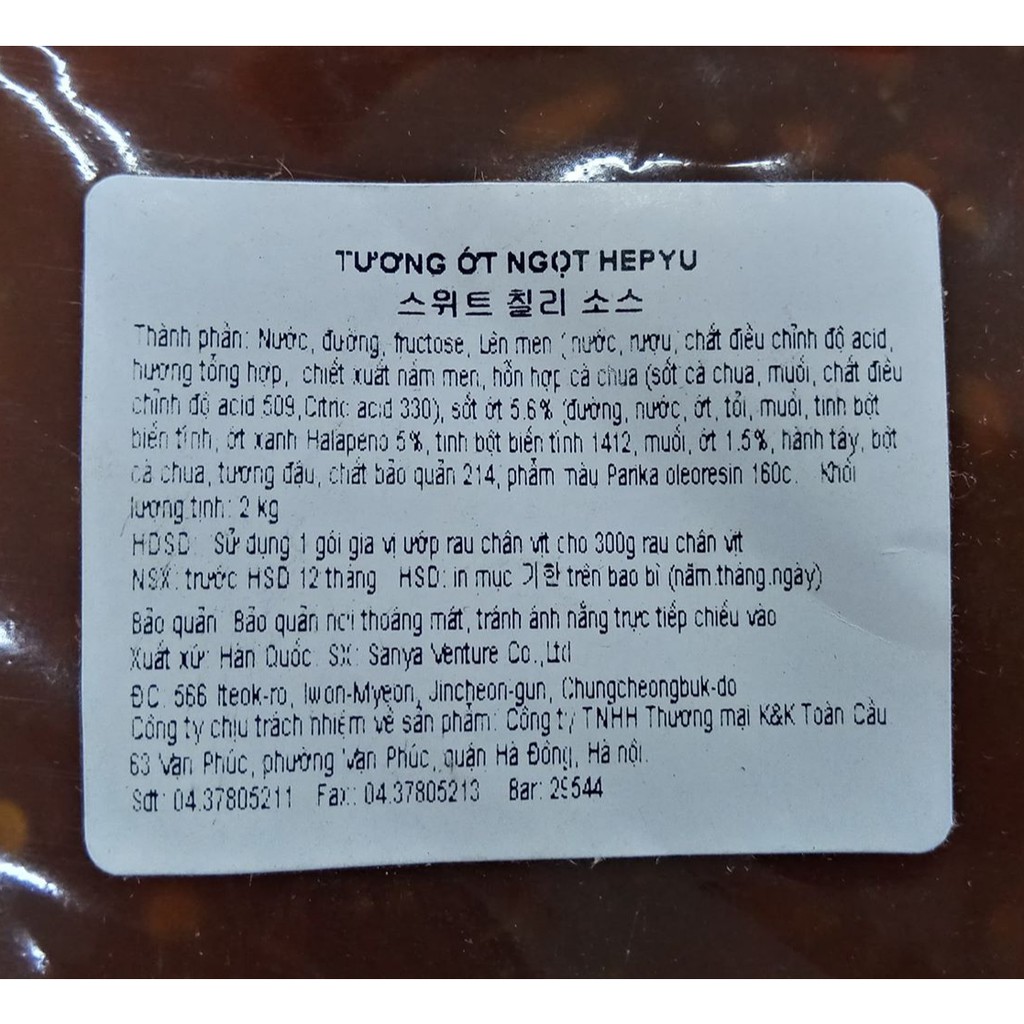 TƯƠNG ỚT NGỌT HEPYU
스위트 칠리 소스
Thành phần: Nước, đường, fructose, Lên men (nước, rượu, chất điều chỉnh độ acid,
hương tổng hợp, chiết xuất nấm men, hỗn hợp cà chua (sốt cà chua, muối, chất điều
chỉnh độ acid 509, Citric acid 330), sốt ớt 5.6% (đường, nước, ớt, tỏi, muối, tinh bột
biến tính, ớt xanh Halapeno 5%, tinh bột biến tính 1412, muối, ớt 1.5%, hành tây, bột
cà chua, tương đậu, chất bảo quản 214, phẩm màu Panka oleoresin 160c. Khối
lượng tịnh: 2 kg
HDSD: Sử dụng 1 gói gia vị ướp rau chân vịt cho 300g rau chân vịt
NSX: trước HSD 12 tháng HSD: in mục 기한 trên bao bì (năm.tháng.ngày)
Bảo quản: Bảo quản nơi thoáng mát, tránh ánh nắng trực tiếp chiếu vào
Xuất xứ: Hàn Quốc. SX: Sanya Venture Co.,Ltd
ĐC: 566 Iteok-ro, Iwon-Myeon, Jincheon-gun, Chungcheongbuk-do
Công ty chịu trách nhiệm về sản phẩm: Công ty TNHH Thương mại K&K Toàn Cầu
63 Vạn Phúc, phường Vạn Phúc, quận Hà Đông, Hà nội.
Sdt: 04.37805211 Fax: 04.37805213 Bar: 29544